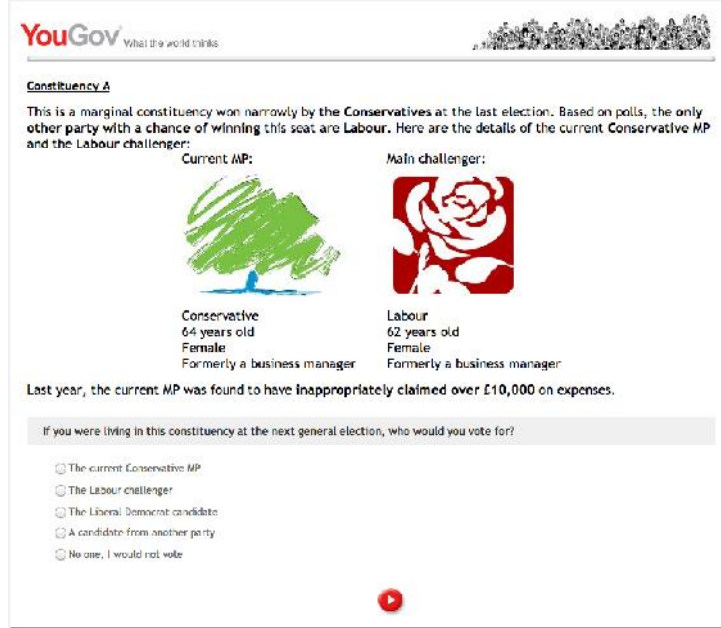 YouGov What the world thinks
Constituency A
This is a marginal constituency won narrowly by the Conservatives at the last election. Based on polls, the only
other party with a chance of winning this seat are Labour. Here are the details of the current Conservative MP
and the Labour challenger:
Current MP: Main challenger:
Conservative Labour
64 years old 62 years old
Female Female
Formerly a business manager Formerly a business manager
Last year, the current MP was found to have inappropriately claimed over £10,000 on expenses.
If you were living in this constituency at the next general election, who would you vote for?
The current Conservative MP
The Labour challenger
The Liberal Democrat candidate
A candidate from another party
No one, I would not vote